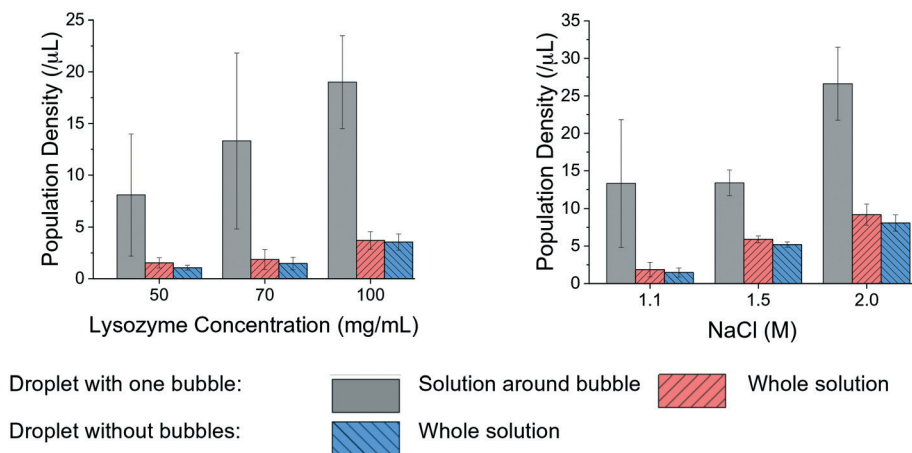 Population Density (/μL)
25
20
15
10
5
0
50 70 100
Lysozyme Concentration (mg/mL)
Population Density (/μL)
35
30
25
20
15
10
5
0
1.1 1.5 2.0
NaCl (M)
Droplet with one bubble: Solution around bubble Whole solution
Droplet without bubbles: Whole solution